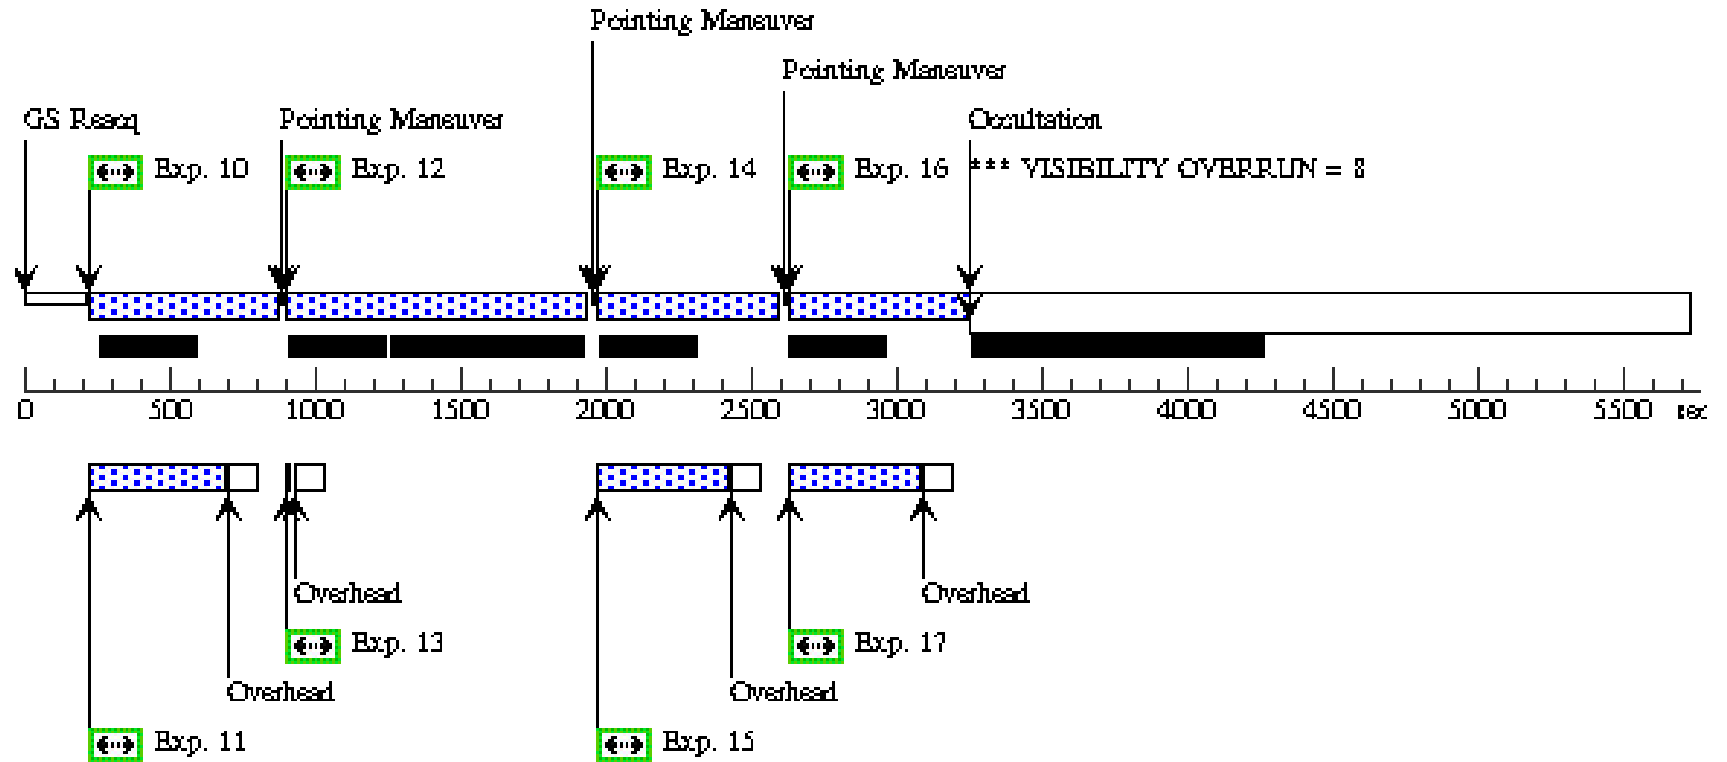 Pointing Maneuver
Pointing Maneuver
GS Reacq
Pointing Maneuver
Occultation
Exp. 10
Exp. 12
Exp. 14
Exp. 16
*** VISIBILITY OVERRUN = 8
0 500 1000 1500 2000 2500 3000 3500 4000 4500 5000 5500 sec
Overhead
Overhead
Exp. 13
Exp. 17
Overhead
Overhead
Exp. 11
Exp. 15